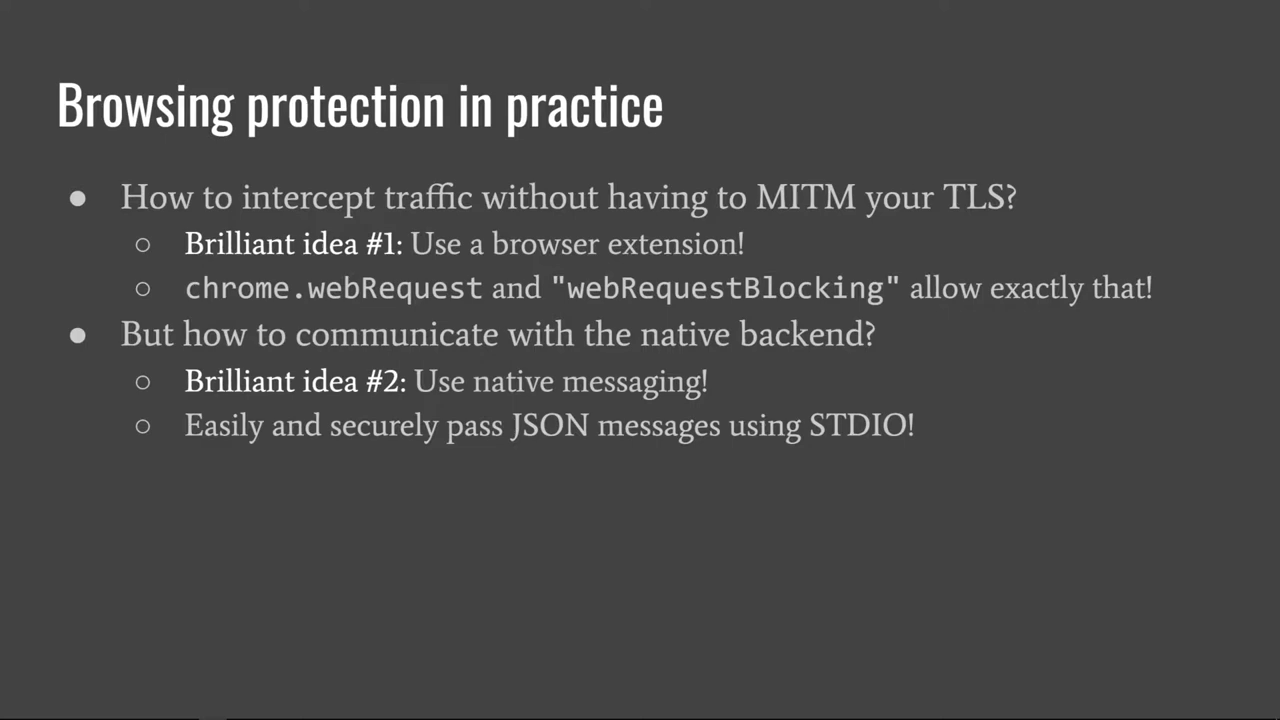 Browsing protection in practice
● How to intercept traffic without having to MITM your TLS?
○ Brilliant idea #1: Use a browser extension!
○ chrome.webRequest and "webRequestBlocking" allow exactly that!
● But how to communicate with the native backend?
○ Brilliant idea #2: Use native messaging!
○ Easily and securely pass JSON messages using STDIO!